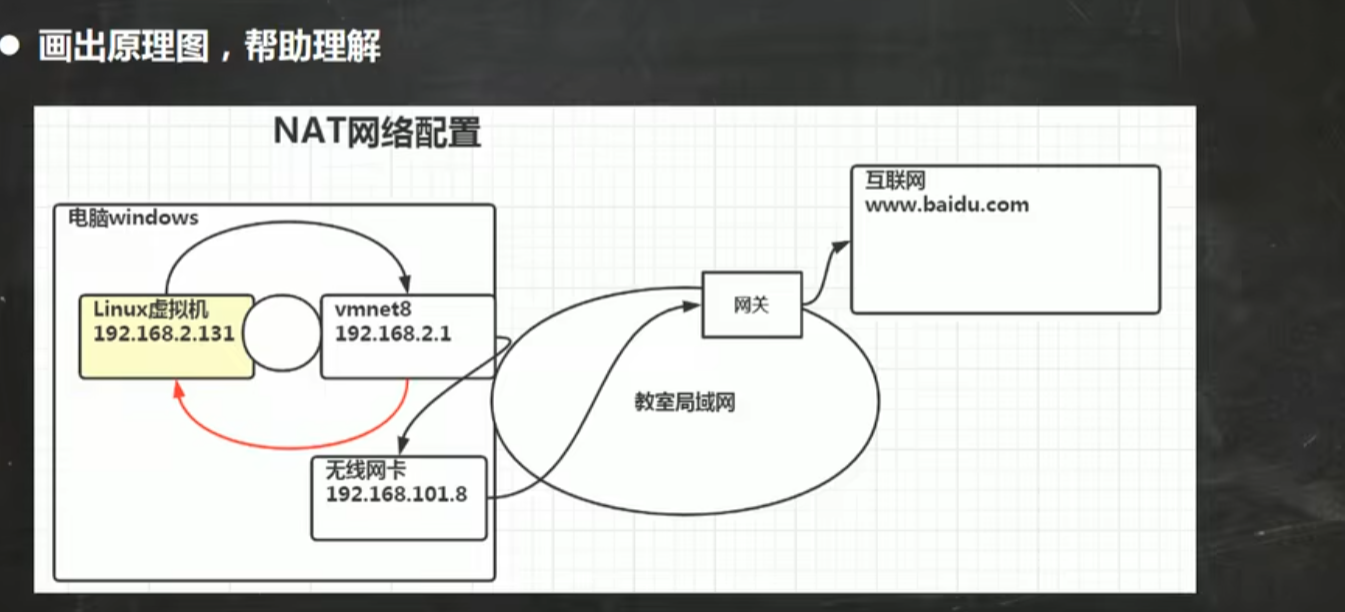 画出原理图，帮助理解
NAT网络配置
电脑windows
互联网
www.baidu.com
Linux虚拟机
192.168.2.131
vmnet8
192.168.2.1
网关
教室局域网
无线网卡
192.168.101.8